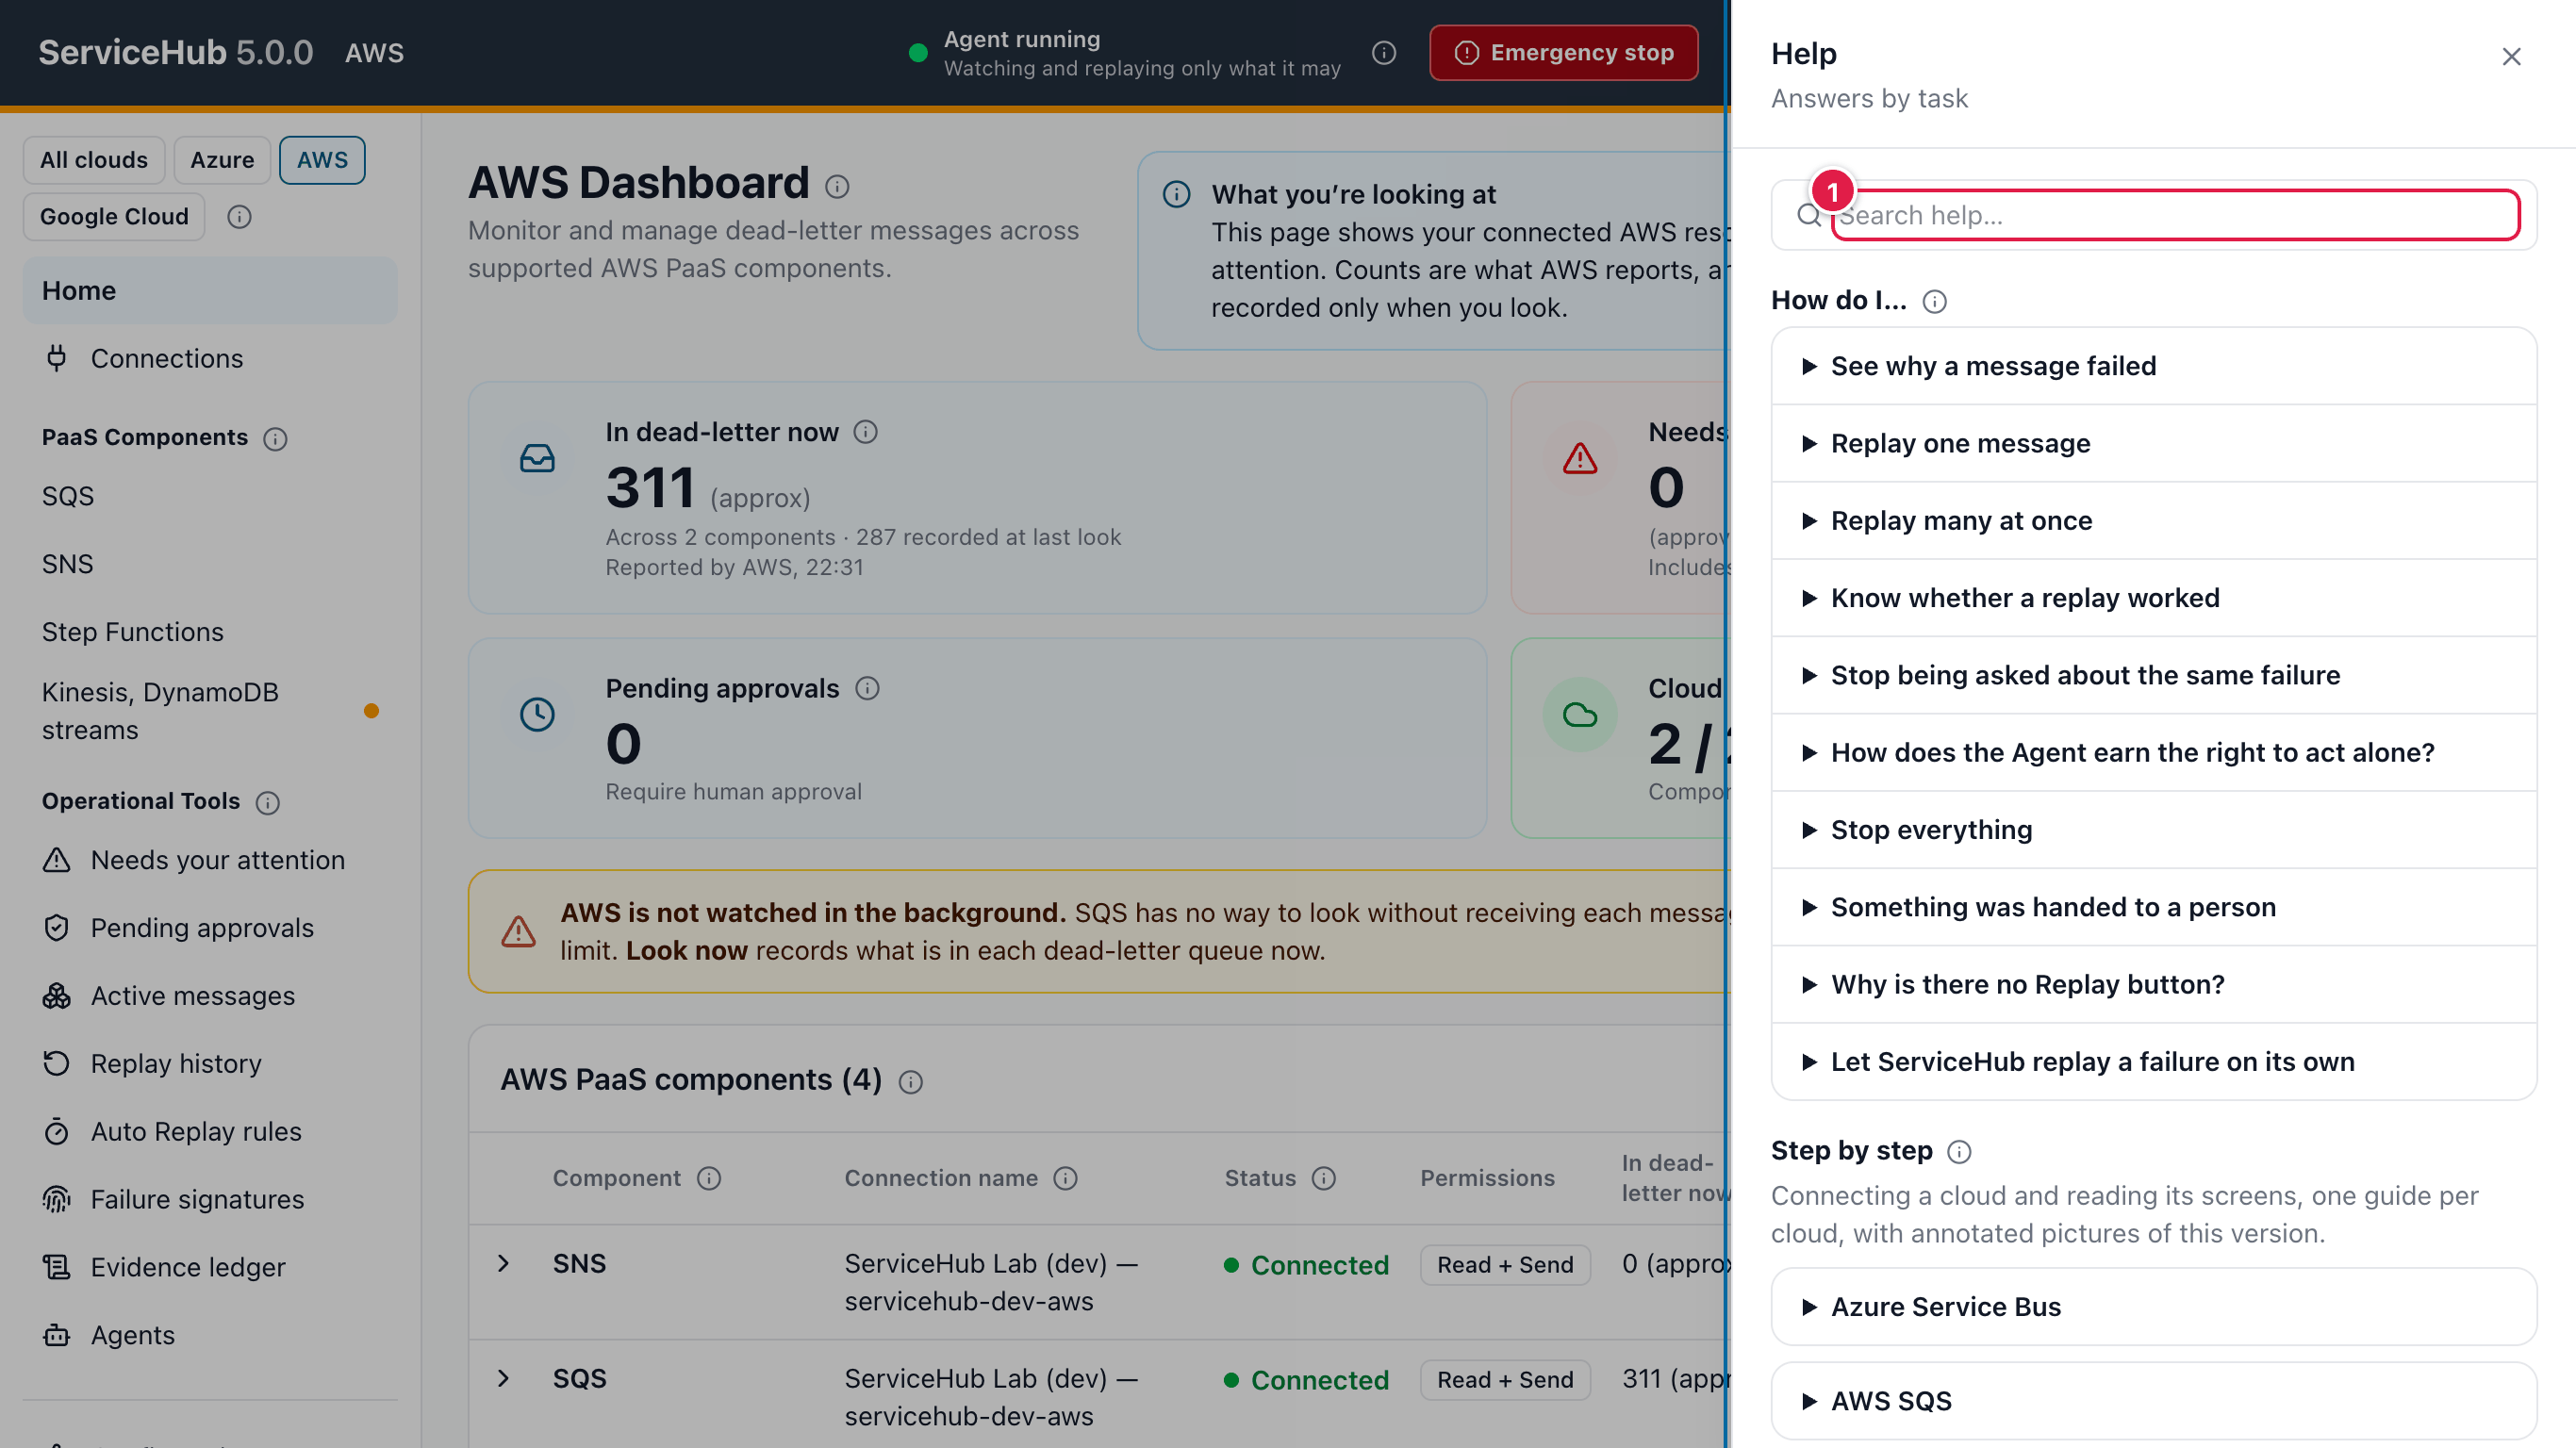 ServiceHub 5.0.0 AWS
Agent running
Watching and replaying only what it may
Emergency stop
All clouds
Azure
AWS
Google Cloud
Home
Connections
PaaS Components
SQS
SNS
Step Functions
Kinesis, DynamoDB
streams
Operational Tools
Needs your attention
Pending approvals
Active messages
Replay history
Auto Replay rules
Failure signatures
Evidence ledger
Agents
AWS Dashboard
Monitor and manage dead-letter messages across
supported AWS PaaS components.
What you’re looking at
This page shows your connected AWS
attention. Counts are what AWS reports,
recorded only when you look.
In dead-letter now
311 (approx)
Across 2 components · 287 recorded at last look
Reported by AWS, 22:31
Needs
0
Pending approvals
0
Require human approval
Cloud
2 /
AWS is not watched in the background. SQS has no way to look without receiving each
limit. Look now records what is in each dead-letter queue now.
AWS PaaS components (4)
Component
Connection name
Status
Permissions
In dead-
letter now
SNS
ServiceHub Lab (dev) —
servicehub-dev-aws
Connected
Read + Send
0
SQS
ServiceHub Lab (dev) —
servicehub-dev-aws
Connected
Read + Send
311
Help
Answers by task
1
Search help...
How do I...
See why a message failed
Replay one message
Replay many at once
Know whether a replay worked
Stop being asked about the same failure
How does the Agent earn the right to act alone?
Stop everything
Something was handed to a person
Why is there no Replay button?
Let ServiceHub replay a failure on its own
Step by step
Connecting a cloud and reading its screens, one guide per
cloud, with annotated pictures of this version.
Azure Service Bus
AWS SQS